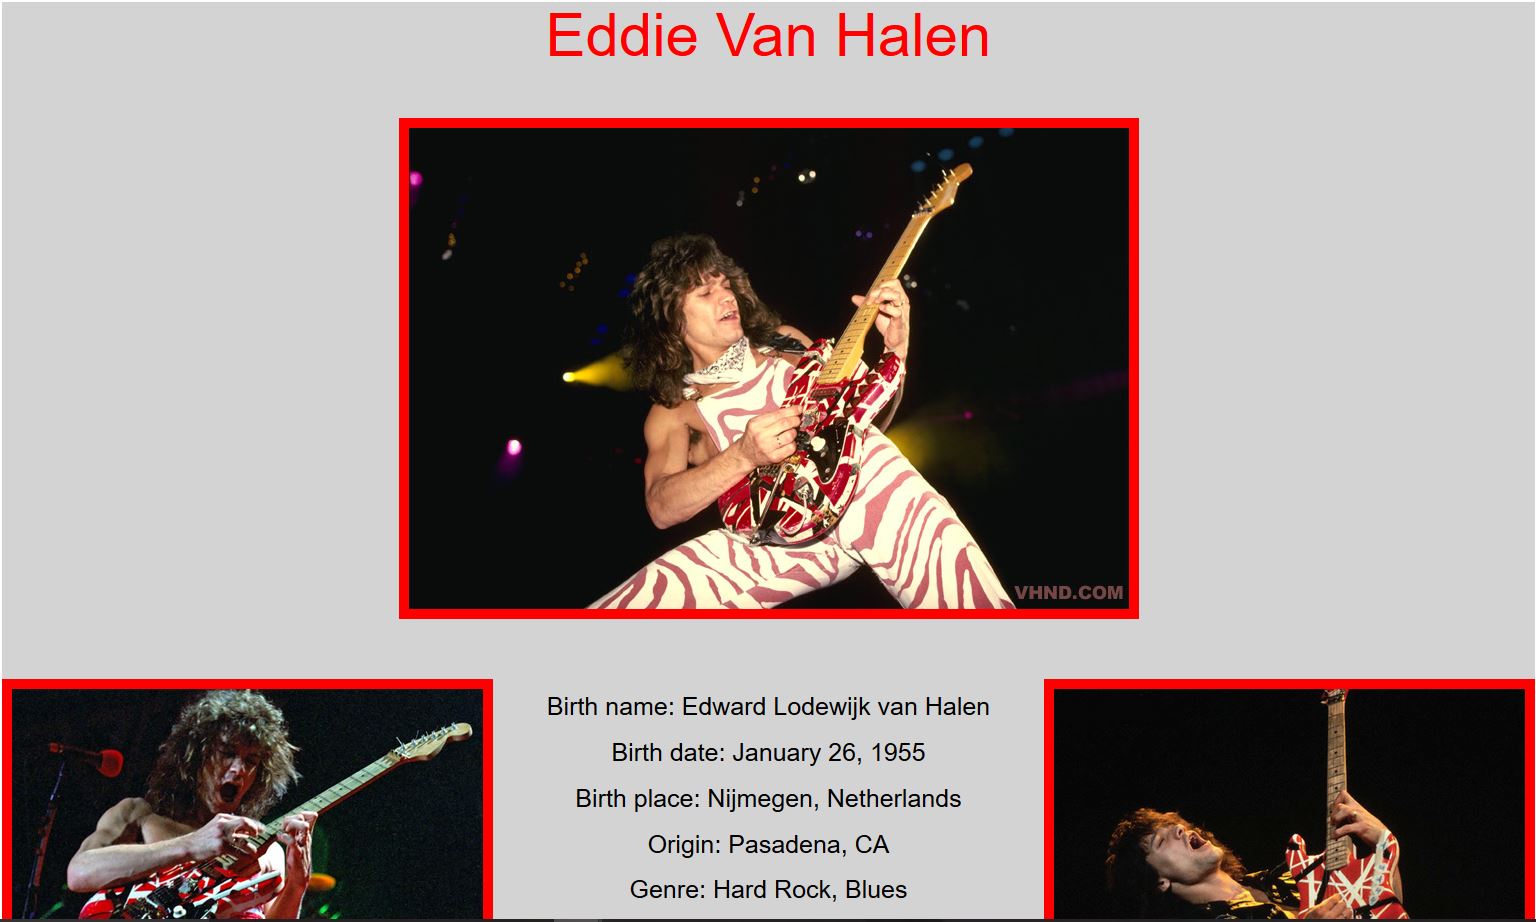 Eddie Van Halen
VHND.COM
Birth name: Edward Lodewijk van Halen
Birth date: January 26, 1955
Birth place: Nijmegen, Netherlands
Origin: Pasadena, CA
Genre: Hard Rock, Blues